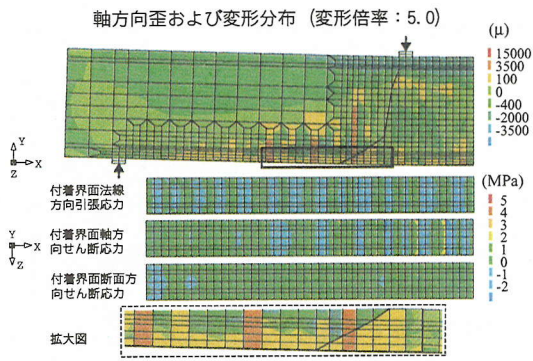 軸方向歪および変形分布 (変形倍率:5.0)
(μ)
15000
3500
100
0
-400
-2000
-3500
Y
X
Z
付着界面法線
方向引張応力
(MPa)
5
4
3
2
1
0
-1
-2
付着界面軸方
向せん断応力
Y
X
Z
付着界面断面方
向せん断応力
拡大図